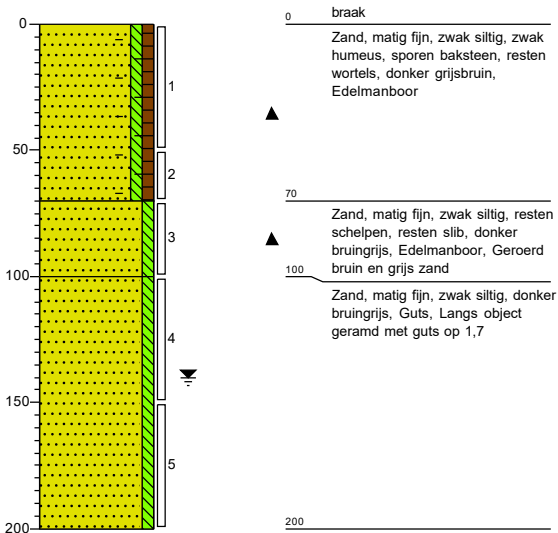 0
50
100
150
200
1
2
3
4
5
0
braak
Zand, matig fijn, zwak siltig, zwak
humeus, sporen baksteen, resten
wortels, donker grijsbruin,
Edelmanboor
70
Zand, matig fijn, zwak siltig, resten
schelpen, resten slib, donker
bruingrijs, Edelmanboor, Geroerd
bruin en grijs zand
100
Zand, matig fijn, zwak siltig, donker
bruingrijs, Guts, Langs object
geramd met guts op 1,7
200